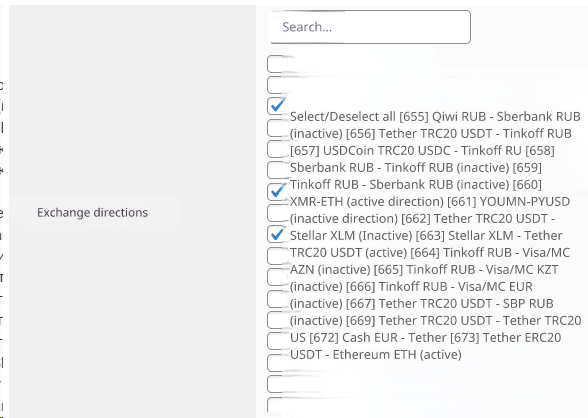 Search...
Select/Deselect all [655] Qiwi RUB - Sberbank RUB
(inactive) [656] Tether TRC20 USDT - Tinkoff RUB
[657] USDCoin TRC20 USDC - Tinkoff RU [658]
Sberbank RUB - Tinkoff RUB (inactive) [659]
Tinkoff RUB - Sberbank RUB (inactive) [660]
XMR-ETH (active direction) [661] YOUMN-PYUSD
(inactive direction) [662] Tether TRC20 USDT -
Stellar XLM (Inactive) [663] Stellar XLM - Tether
TRC20 USDT (active) [664] Tinkoff RUB - Visa/MC
AZN (inactive) [665] Tinkoff RUB - Visa/MC KZT
(inactive) [666] Tinkoff RUB - Visa/MC EUR
(inactive) [667] Tether TRC20 USDT - SBP RUB
(inactive) [669] Tether TRC20 USDT - Tether TRC20
US [672] Cash EUR - Tether [673] Tether ERC20
USDT - Ethereum ETH (active)
Exchange directions